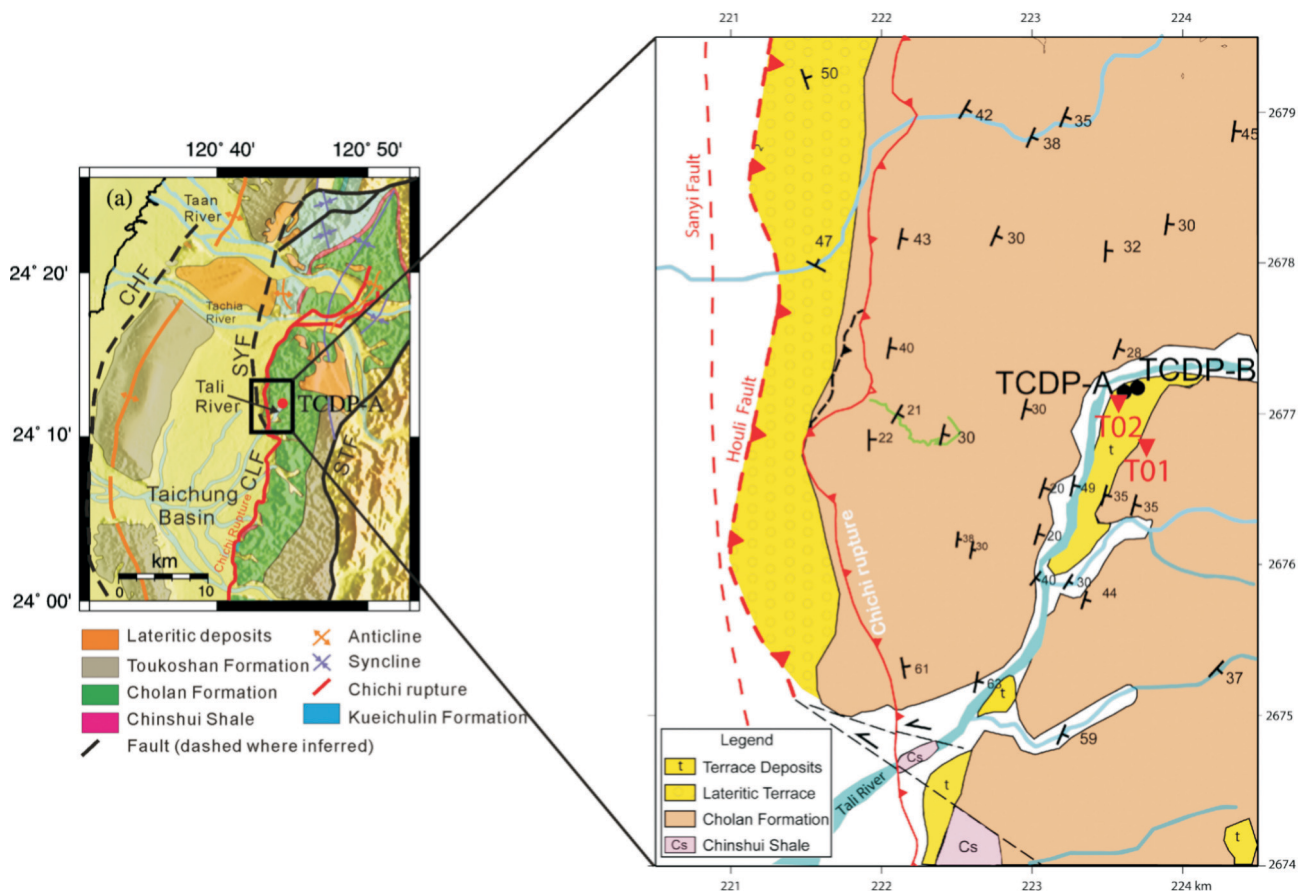 120° 40' 120° 50'
(a)
Taan
River
24° 20'
CHF
Tachia
River
SYF
Tali
River
TCDP-A
24° 10'
CLF
STF
Taichung
Basin
Chichi Rupture
km
0 10
24° 00'
Lateritic deposits
Toukoshan Formation
Cholan Formation
Chinshui Shale
Fault (dashed where inferred)
Anticline
Syncline
Chichi rupture
Kueichulin Formation
221 222 223 224
50
42
35
38
45
2679
Sanyi Fault
47
43
30
32
30
2678
40
28
TCDP-A TCDP-B
Houli Fault
21
30
30
22
T02
t
T01
2677
20
49
35
35
20
38
30
2676
40
30
44
Chichi rupture
61
63
t
37
59
2675
Cs
Tali River
t
Cs
t
2674
Legend
t Terrace Deposits
Lateritic Terrace
Cholan Formation
Cs Chinshui Shale
221 222 223 224 km